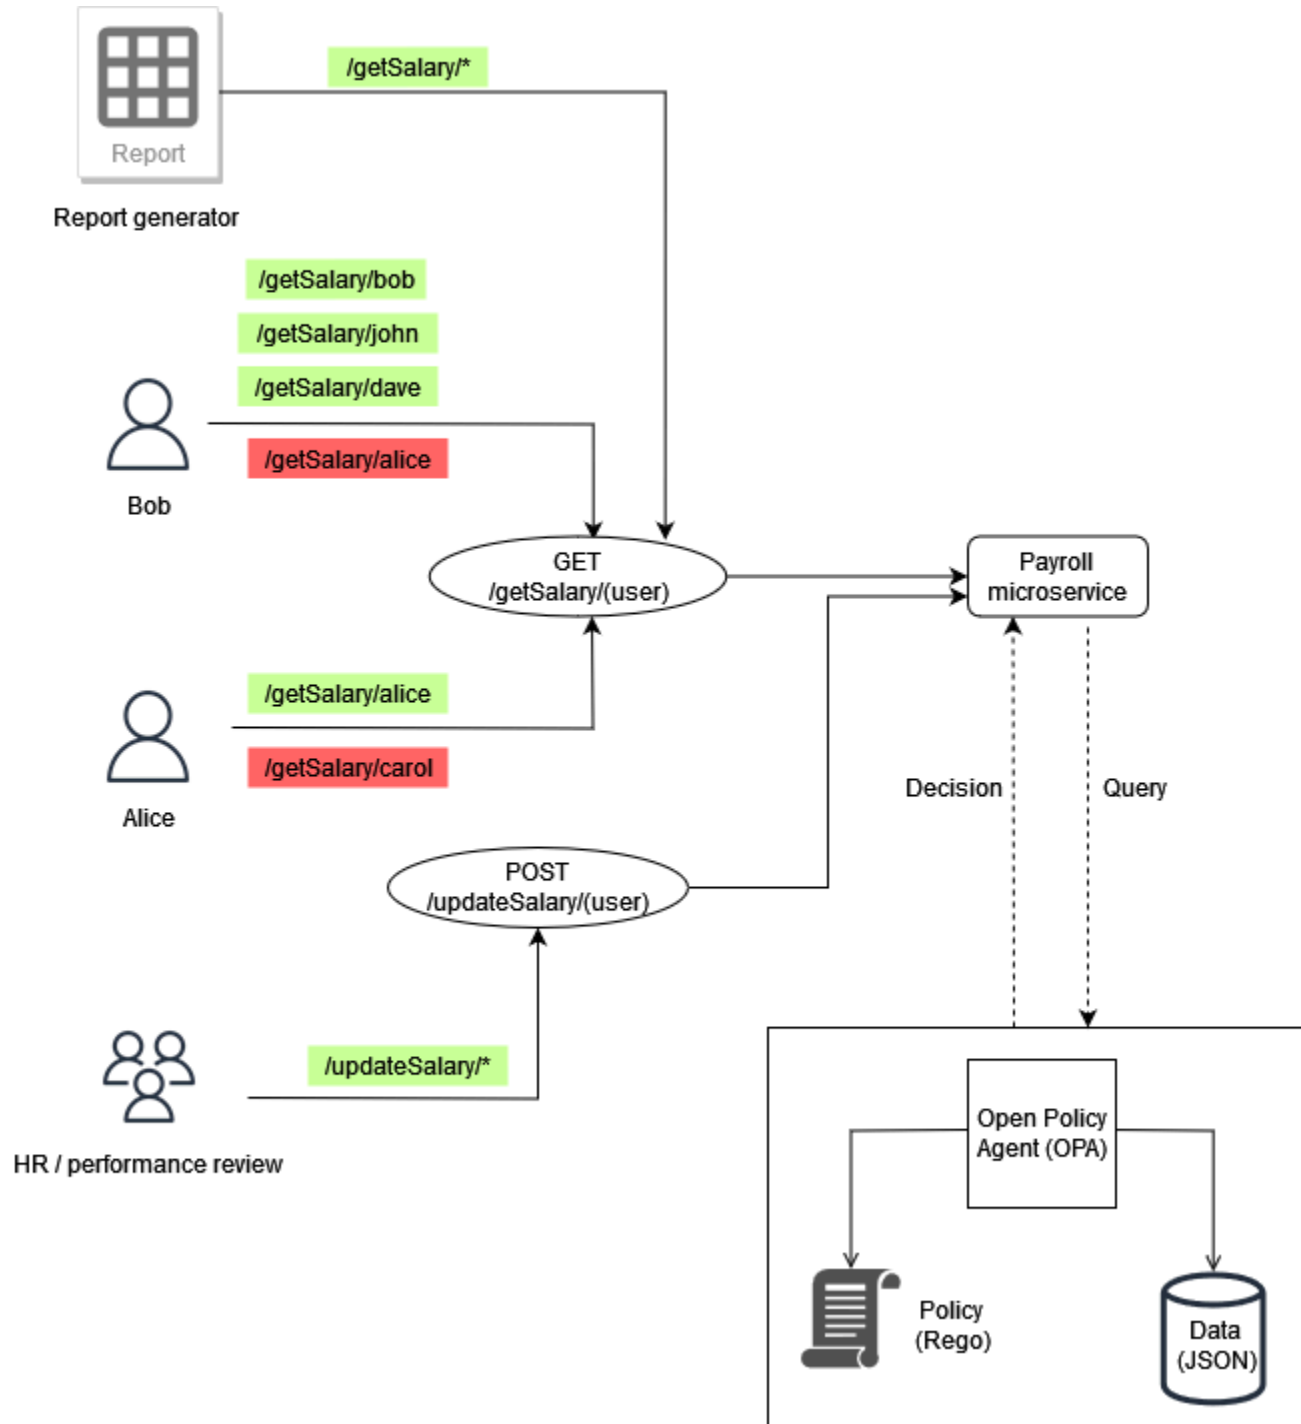 /getSalary/*
Report
Report generator
/getSalary/bob
/getSalary/john
/getSalary/dave
/getSalary/alice
Bob
GET
/getSalary/(user)
Payroll
microservice
/getSalary/alice
/getSalary/carol
Alice
Decision
Query
POST
/updateSalary/(user)
/updateSalary/*
HR / performance review
Open Policy
Agent (OPA)
Policy
(Rego)
Data
(JSON)